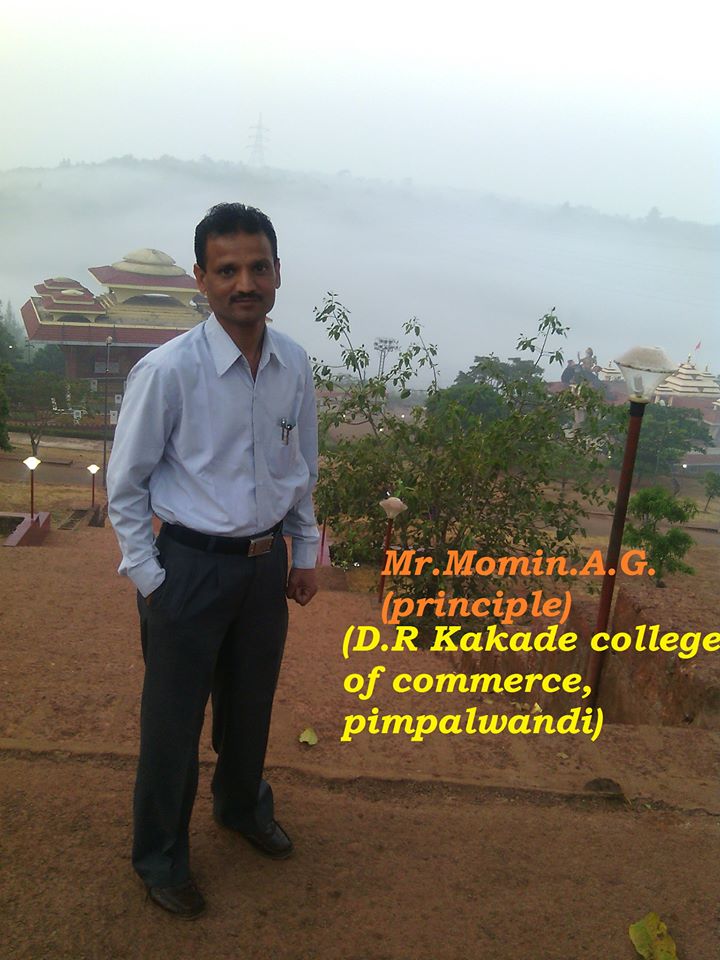 Mr.Momin.A.G.
(principle)
(D.R Kakade college
of commerce,
pimpalwandi)